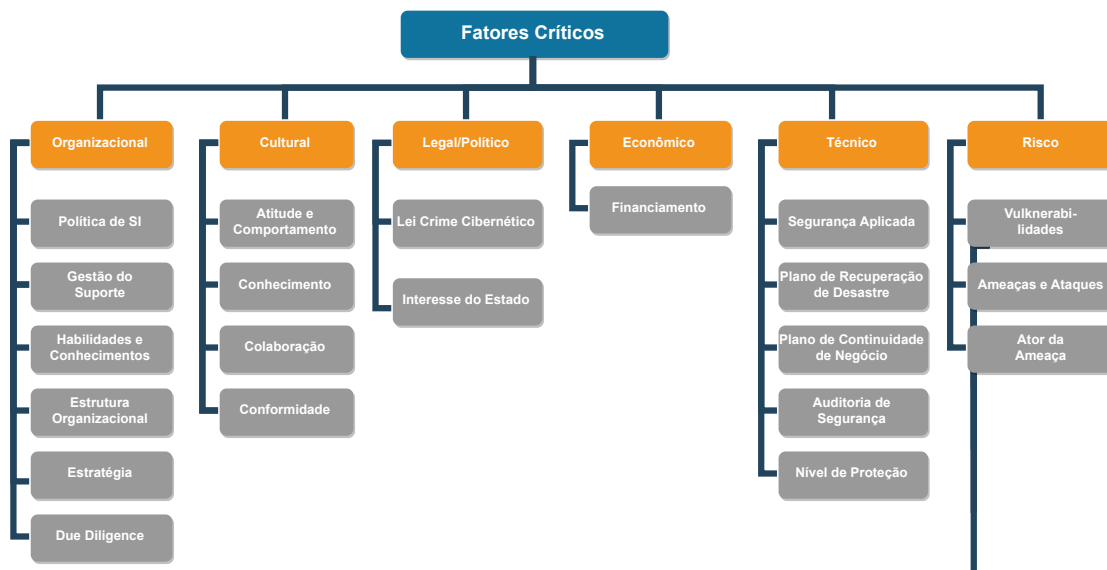 Fatores Críticos
Organizacional
Política de SI
Gestão do
Suporte
Habilidades e
Conhecimentos
Estrutura
Organizacional
Estratégia
Due Diligence
Cultural
Atitude e
Comportamento
Conhecimento
Colaboração
Conformidade
Legal/Político
Lei Crime Cibernético
Interesse do Estado
Econômico
Financiamento
Técnico
Segurança Aplicada
Plano de Recuperação
de Desastre
Plano de Continuidade
de Negócio
Auditoria de
Segurança
Nível de Proteção
Risco
Vulknerabi-
lidades
Ameaças e Ataques
Ator da
Ameaça